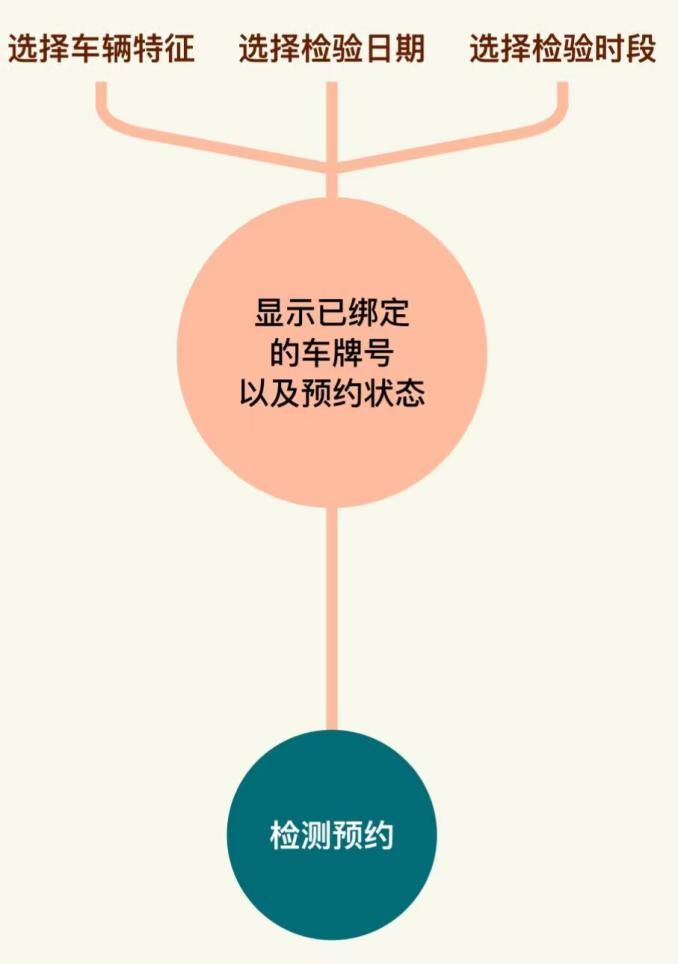 选择车辆特征
选择检验日期
选择检验时段
显示已绑定
的车牌号
以及预约状态
检测预约